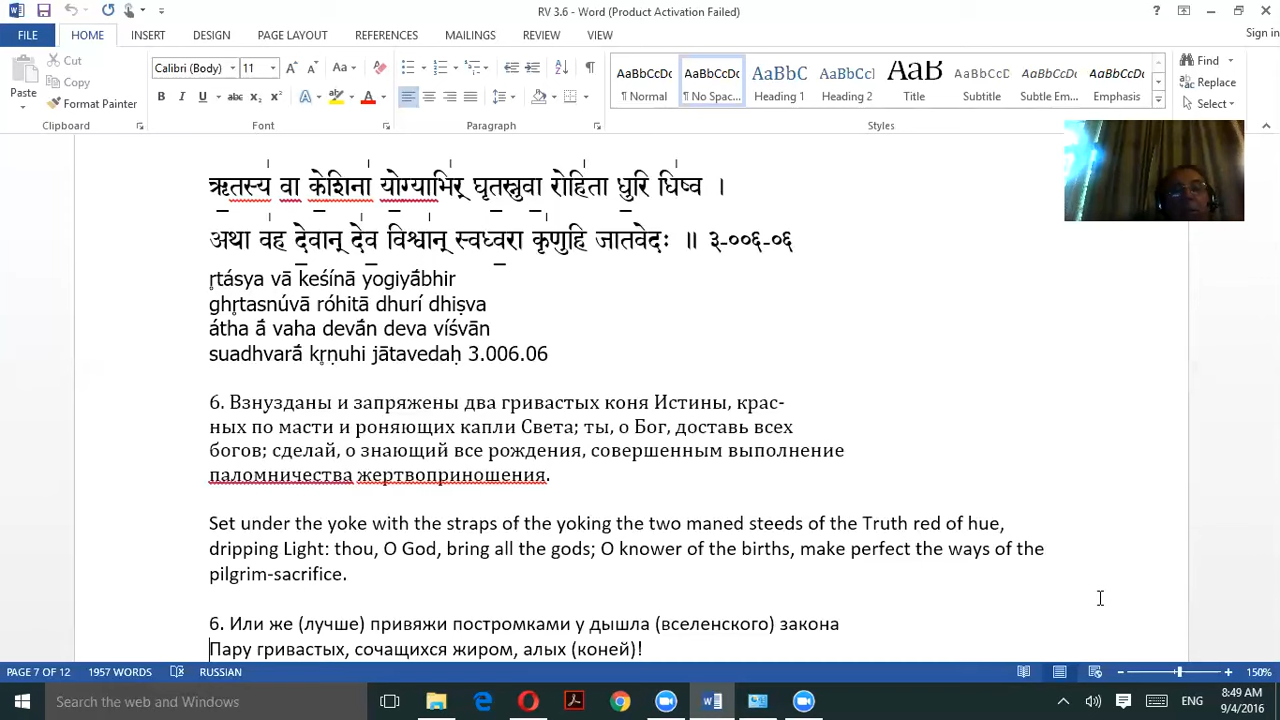 RV 3.6 - Word (Product Activation Failed)
Sign in
FILE HOME INSERT DESIGN PAGE LAYOUT REFERENCES MAILINGS REVIEW VIEW
Paste Cut Copy Format Painter Clipboard
Calibri (Body) 11 Font
Paragraph
AaBbCcDc AaBbCcDc AaBbC AaBbCcl AaB AaBbCcD AaBbCcDc AaBbCcDc
¶ Normal ¶ No Spac... Heading 1 Heading 2 Title Subtitle Subtle Em... Emphasis
Styles
Find Replace Select Editing
ऋतस्य वा केशिना योग्याभिर् घृतस्नुवा रोहिता धुरि धिष्व ।
अथा वह देवान् देव विश्वान् स्वध्वरा कृणुहि जातवेदः ॥ ३-००६-०६
r̥tásya vā keśínā yogiyā́bhir
ghr̥tasnúvā róhitā dhurí dhiṣva
átha ā́ vaha devā́n deva víśvān
suadhvarā́ kr̥ṇuhi jātavedaḥ 3.006.06
6. Взнузданы и запряжены два гривастых коня Истины, крас-
ных по масти и роняющих капли Света; ты, о Бог, доставь всех
богов; сделай, о знающий все рождения, совершенным выполнение
паломничества жертвоприношения.
Set under the yoke with the straps of the yoking the two maned steeds of the Truth red of hue,
dripping Light: thou, O God, bring all the gods; O knower of the births, make perfect the ways of the
pilgrim-sacrifice.
6. Или же (лучше) привяжи постромками у дышла (вселенского) закона
Пару гривастых, сочащихся жиром, алых (коней)!
PAGE 7 OF 12 1957 WORDS RUSSIAN 150%
Search the web and Windows
ENG
8:49 AM
9/4/2016